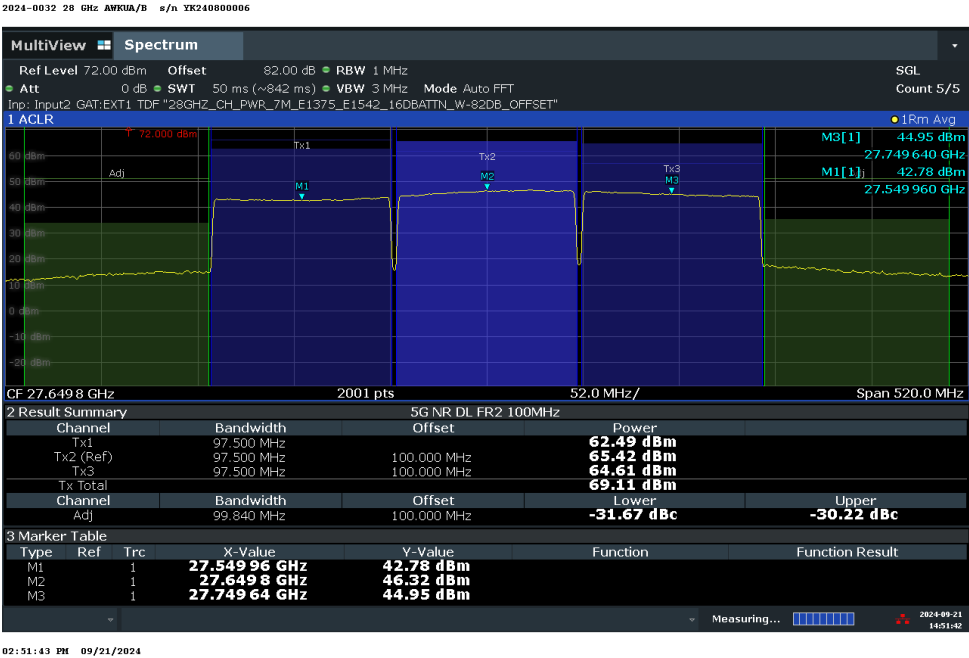 2024-0032 28 GHz AWKUA/B s/n YK240800006
MultiView Spectrum
Ref Level 72.00 dBm Offset 82.00 dB RBW 1 MHz SGL
Att 0 dB SWT 50 ms (~842 ms) VBW 3 MHz Mode Auto FFT Count 5/5
Inp: Input2 GAT:EXT1 TDF "28GHZ_CH_PWR_7M_E1375_E1542_16DBATTN_W-82DB_OFFSET"
1 ACLR 1Rm Avg
72.000 dBm Tx1 M3[1] 44.95 dBm
60 dBm Tx2 27.749 640 GHz
Adj M1 M2 Tx3 M3 M1[1] 42.78 dBm
50 dBm 27.549 960 GHz
40 dBm
30 dBm
20 dBm
10 dBm
0 dBm
-10 dBm
-20 dBm
CF 27.649 8 GHz 2001 pts 52.0 MHz/ Span 520.0 MHz
2 Result Summary 5G NR DL FR2 100MHz
Channel Bandwidth Offset Power
Tx1 97.500 MHz 62.49 dBm
Tx2 (Ref) 97.500 MHz 100.000 MHz 65.42 dBm
Tx3 97.500 MHz 100.000 MHz 64.61 dBm
Tx Total 69.11 dBm
Channel Bandwidth Offset Lower Upper
Adj 99.840 MHz 100.000 MHz -31.67 dBc -30.22 dBc
3 Marker Table
Type Ref Trc X-Value Y-Value Function Function Result
M1 1 27.549 96 GHz 42.78 dBm
M2 1 27.649 8 GHz 46.32 dBm
M3 1 27.749 64 GHz 44.95 dBm
Measuring... 2024-09-21
14:51:42
02:51:43 PM 09/21/2024